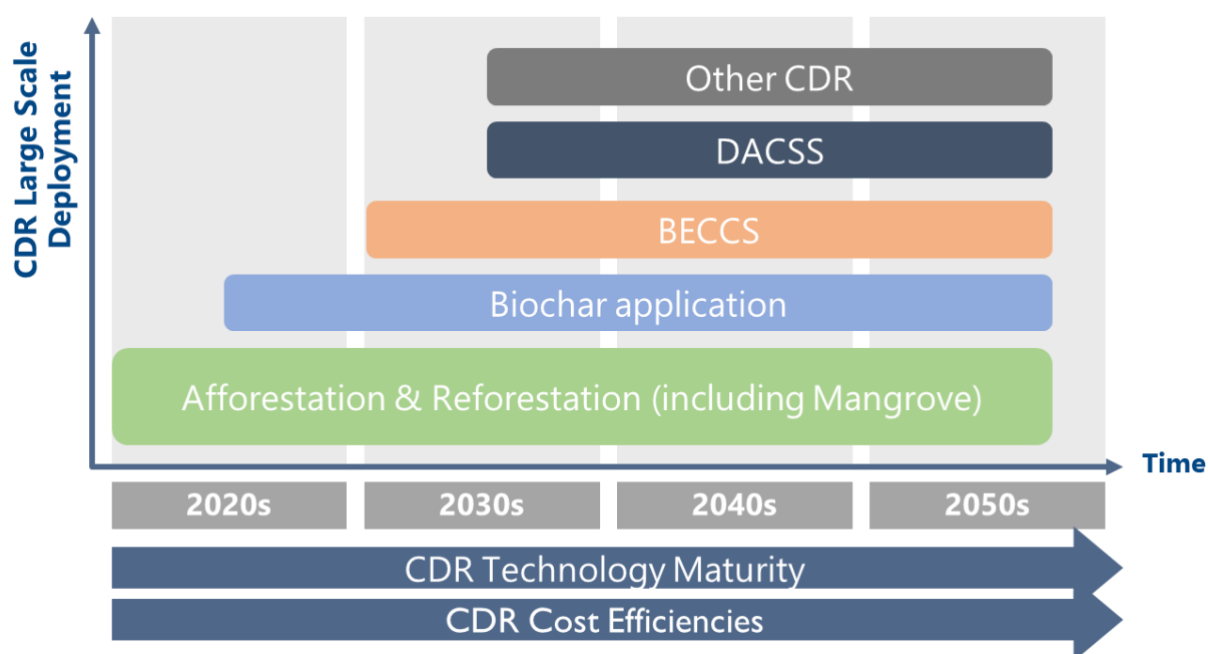 CDR Large Scale
Deployment
Other CDR
DACSS
BECCS
Biochar application
Afforestation & Reforestation (including Mangrove)
Time
2020s
2030s
2040s
2050s
CDR Technology Maturity
CDR Cost Efficiencies